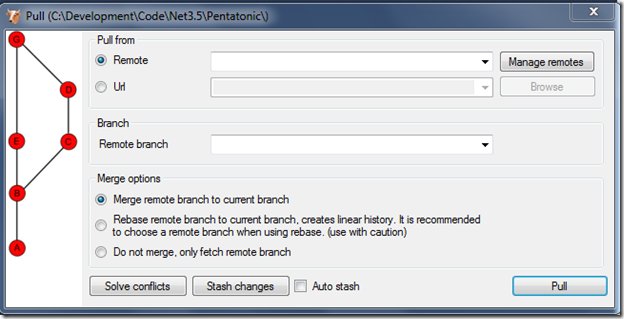 Pull (C:\Development\Code\Net3.5\Pentatonic\)
Pull from
Remote
Manage remotes
Url
Browse
Branch
Remote branch
Merge options
Merge remote branch to current branch
Rebase remote branch to current branch, creates linear history. It is recommended
to choose a remote branch when using rebase. (use with caution)
Do not merge, only fetch remote branch
Solve conflicts
Stash changes
Auto stash
Pull
G
D
E
C
B
A